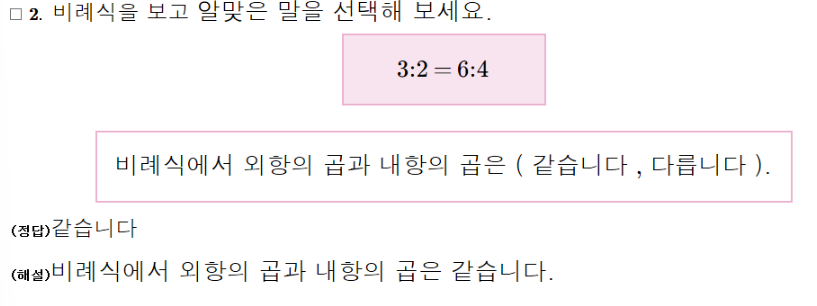 □ 2. 비례식을 보고 알맞은 말을 선택해 보세요.
3:2 = 6:4
비례식에서 외항의 곱과 내항의 곱은 ( 같습니다 , 다릅니다 ).
(정답)같습니다
(해설)비례식에서 외항의 곱과 내항의 곱은 같습니다.